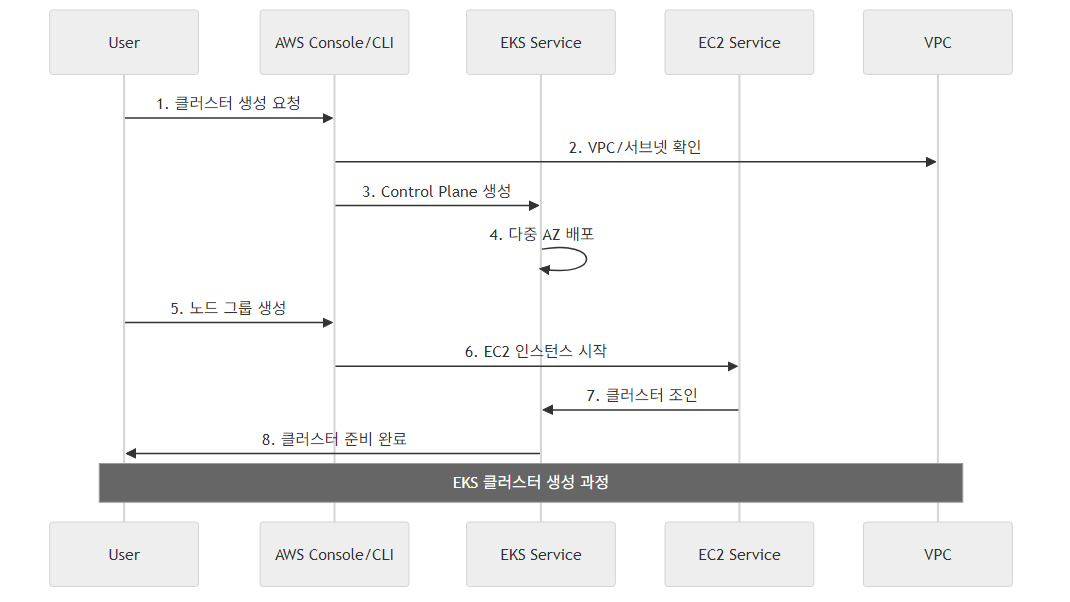 User
AWS Console/CLI
EKS Service
EC2 Service
VPC
1. 클러스터 생성 요청
2. VPC/서브넷 확인
3. Control Plane 생성
4. 다중 AZ 배포
5. 노드 그룹 생성
6. EC2 인스턴스 시작
7. 클러스터 조인
8. 클러스터 준비 완료
EKS 클러스터 생성 과정
User
AWS Console/CLI
EKS Service
EC2 Service
VPC